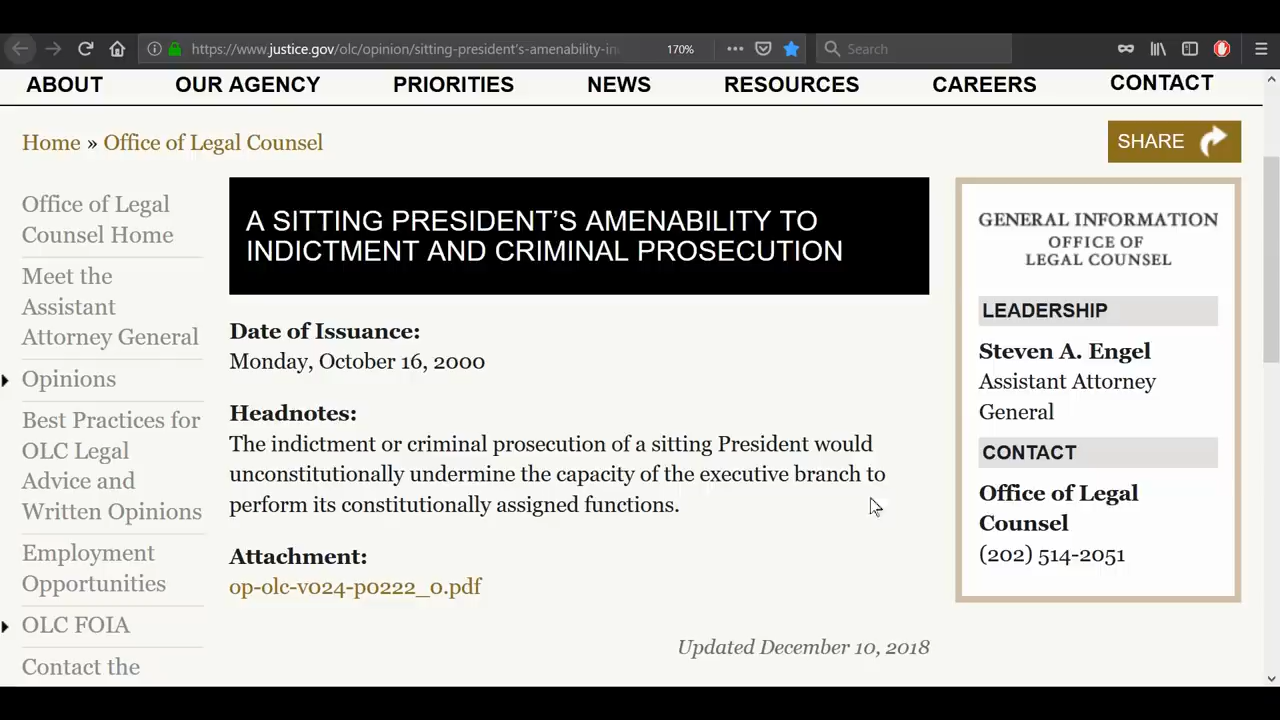 https://www.justice.gov/olc/opinion/sitting-president's-amenability-in
170%
Search
ABOUT
OUR AGENCY
PRIORITIES
NEWS
RESOURCES
CAREERS
CONTACT
Home » Office of Legal Counsel
SHARE
Office of Legal
Counsel Home
Meet the
Assistant
Attorney General
Opinions
Best Practices for
OLC Legal
Advice and
Written Opinions
Employment
Opportunities
OLC FOIA
Contact the
A SITTING PRESIDENT’S AMENABILITY TO
INDICTMENT AND CRIMINAL PROSECUTION
Date of Issuance:
Monday, October 16, 2000
Headnotes:
The indictment or criminal prosecution of a sitting President would
unconstitutionally undermine the capacity of the executive branch to
perform its constitutionally assigned functions.
Attachment:
op-olc-v024-p0222_0.pdf
Updated December 10, 2018
GENERAL INFORMATION
OFFICE OF
LEGAL COUNSEL
LEADERSHIP
Steven A. Engel
Assistant Attorney
General
CONTACT
Office of Legal
Counsel
(202) 514-2051